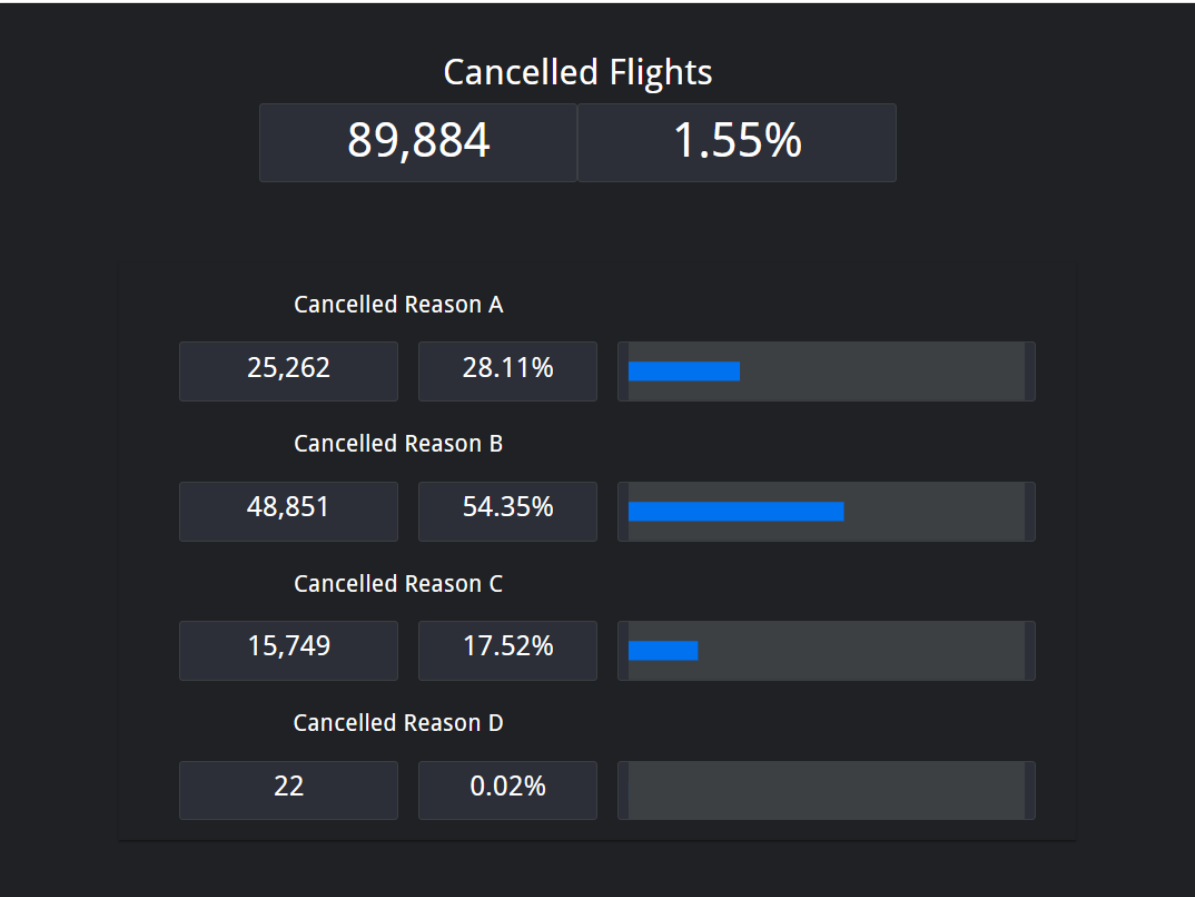 Cancelled Flights
89,884 1.55%
Cancelled Reason A
25,262 28.11%
Cancelled Reason B
48,851 54.35%
Cancelled Reason C
15,749 17.52%
Cancelled Reason D
22 0.02%